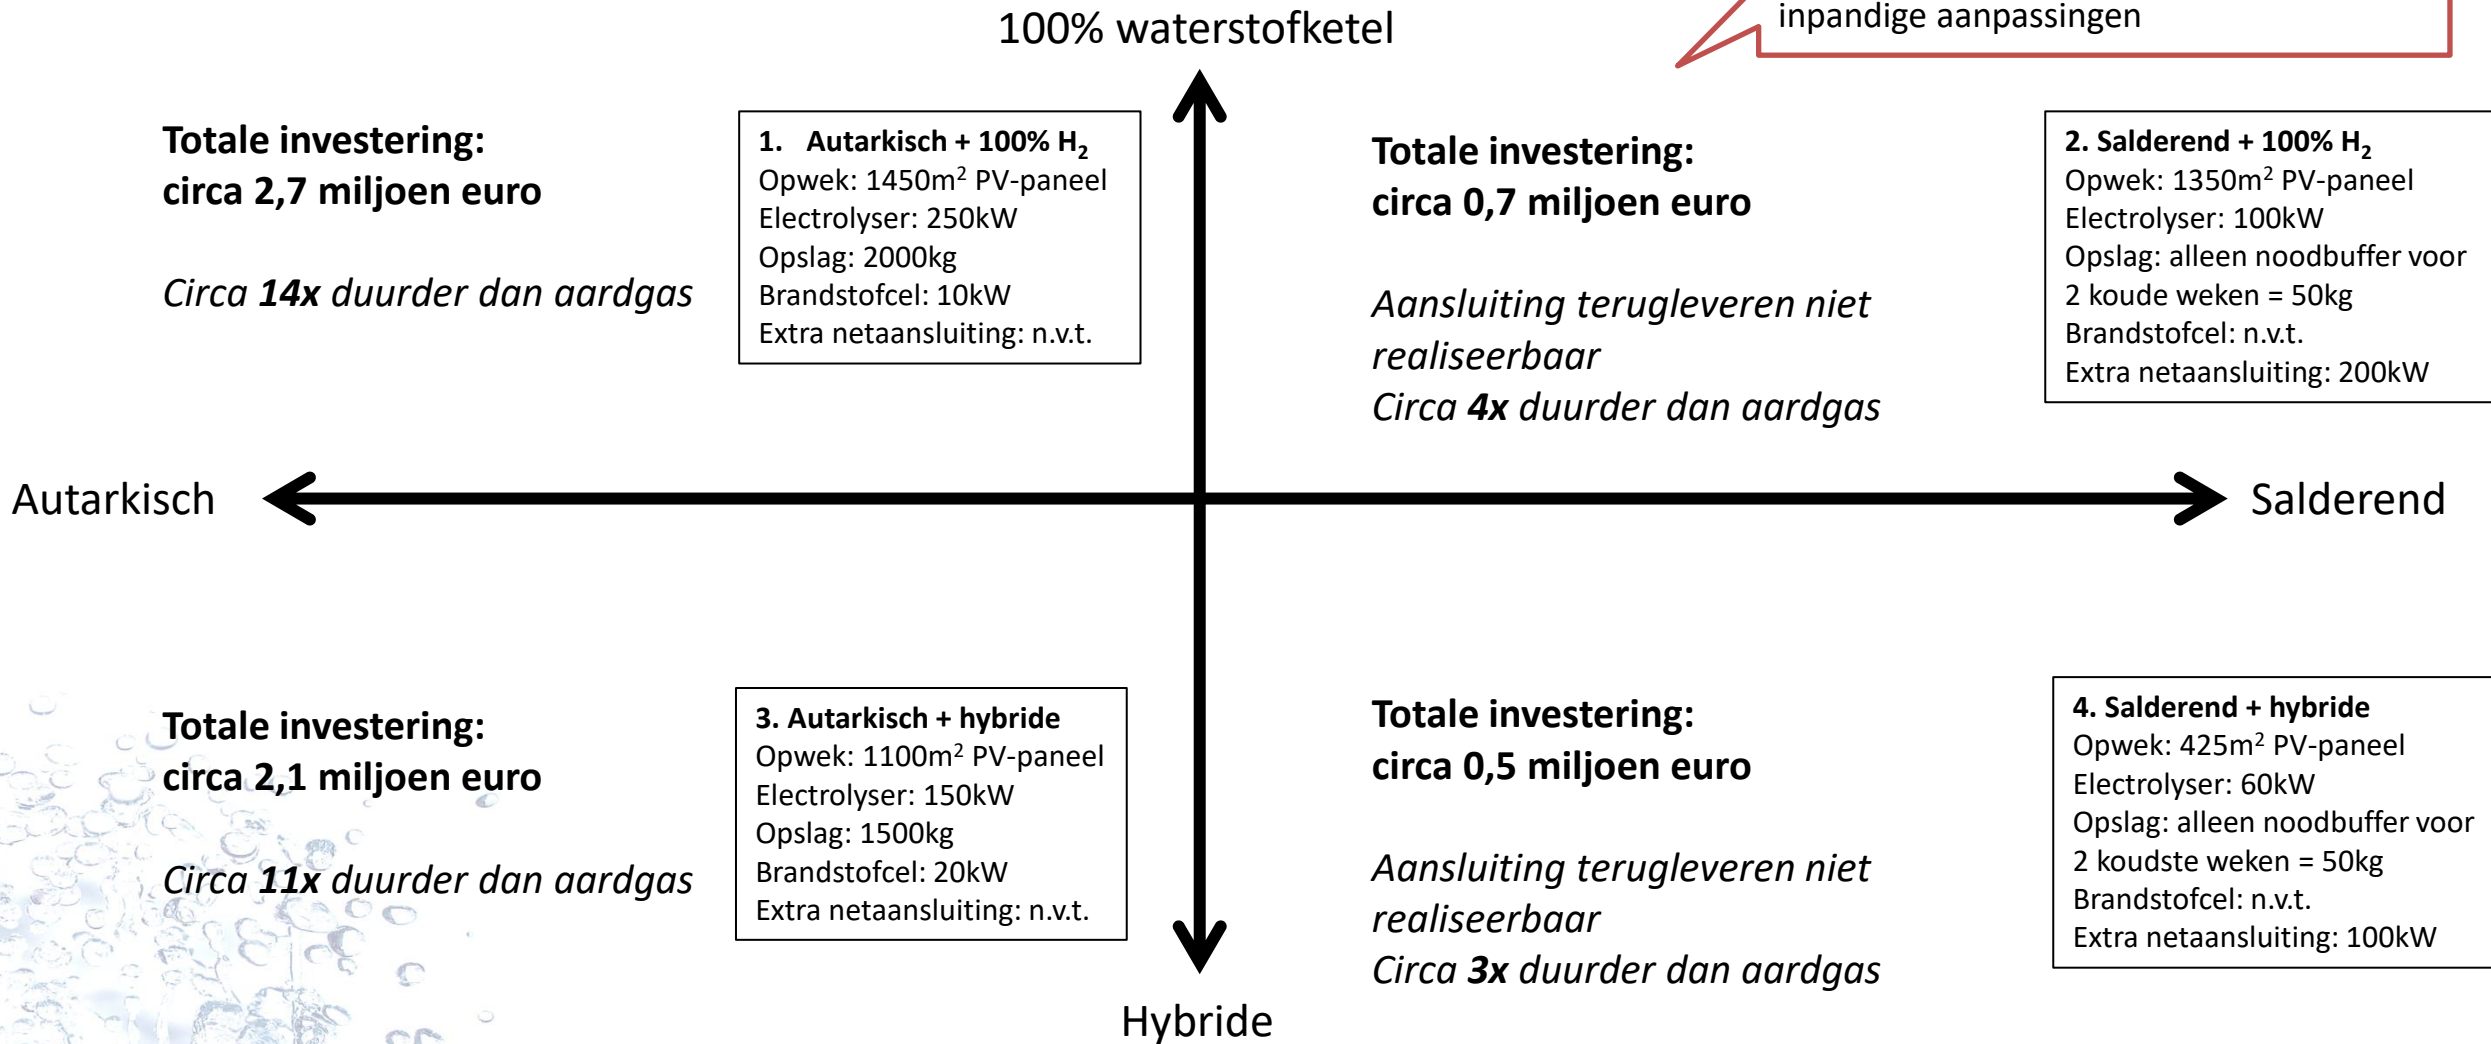 inpandige aanpassingen
100% waterstofketel
Totale investering:
circa 2,7 miljoen euro
Circa 14x duurder dan aardgas
1. Autarkisch + 100% H₂
Opwek: 1450m² PV-paneel
Electrolyser: 250kW
Opslag: 2000kg
Brandstofcel: 10kW
Extra netaansluiting: n.v.t.
Totale investering:
circa 0,7 miljoen euro
Aansluiting terugleveren niet
realiseerbaar
Circa 4x duurder dan aardgas
2. Salderend + 100% H₂
Opwek: 1350m² PV-paneel
Electrolyser: 100kW
Opslag: alleen noodbuffer voor
2 koude weken = 50kg
Brandstofcel: n.v.t.
Extra netaansluiting: 200kW
Autarkisch
Salderend
Totale investering:
circa 2,1 miljoen euro
Circa 11x duurder dan aardgas
3. Autarkisch + hybride
Opwek: 1100m² PV-paneel
Electrolyser: 150kW
Opslag: 1500kg
Brandstofcel: 20kW
Extra netaansluiting: n.v.t.
Totale investering:
circa 0,5 miljoen euro
Aansluiting terugleveren niet
realiseerbaar
Circa 3x duurder dan aardgas
4. Salderend + hybride
Opwek: 425m² PV-paneel
Electrolyser: 60kW
Opslag: alleen noodbuffer voor
2 koudste weken = 50kg
Brandstofcel: n.v.t.
Extra netaansluiting: 100kW
Hybride